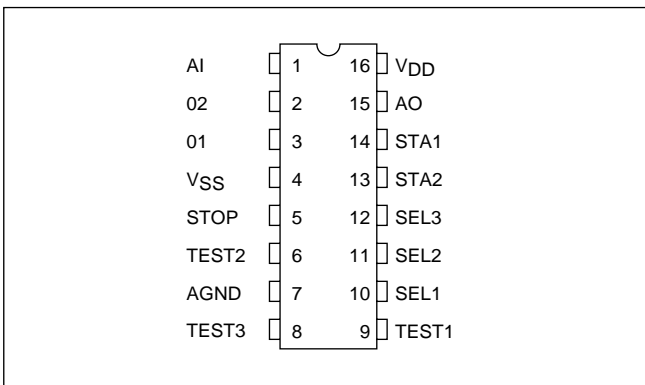 AI 1 16 VDD
02 2 15 AO
01 3 14 STA1
VSS 4 13 STA2
STOP 5 12 SEL3
TEST2 6 11 SEL2
AGND 7 10 SEL1
TEST3 8 9 TEST1